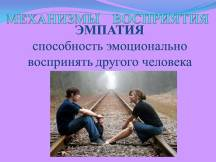 МЕХАНИЗМЫ ВОСПРИЯТИЯ
ЭМПАТИЯ
способность эмоционально
воспринять другого человека